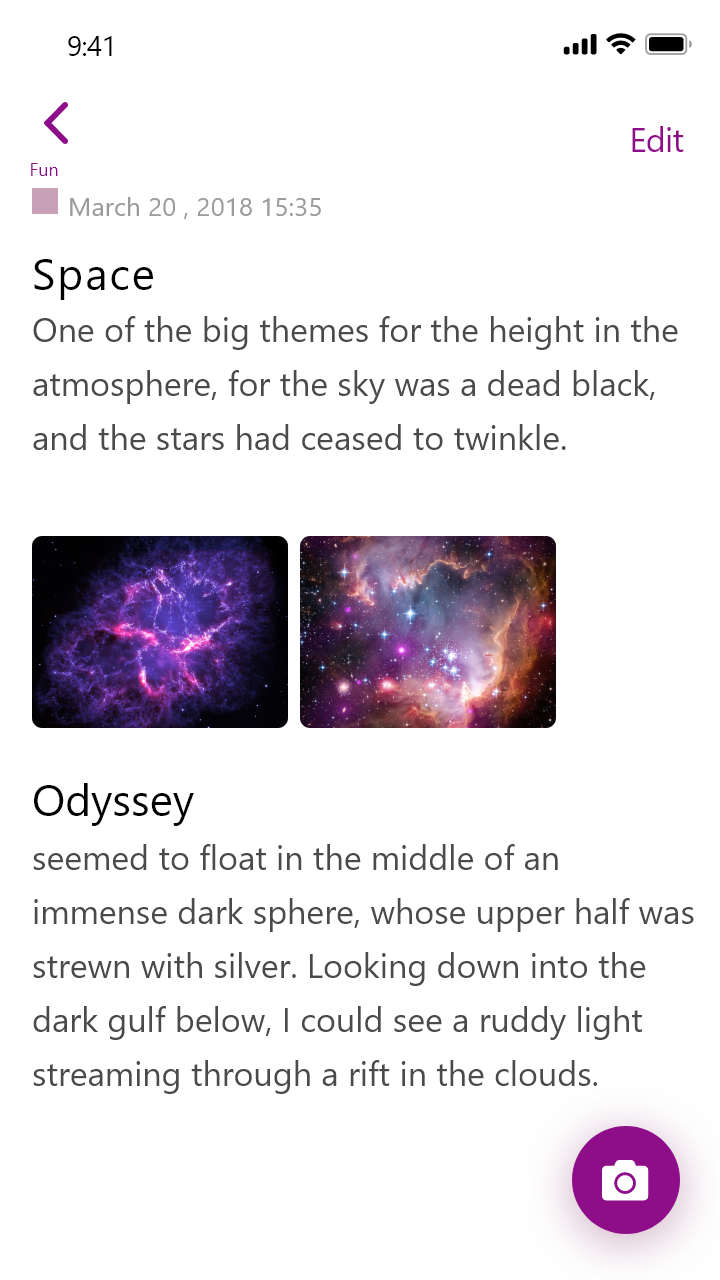 9:41
Edit
Fun
March 20 , 2018 15:35
Space
One of the big themes for the height in the
atmosphere, for the sky was a dead black,
and the stars had ceased to twinkle.
Odyssey
seemed to float in the middle of an
immense dark sphere, whose upper half was
strewn with silver. Looking down into the
dark gulf below, I could see a ruddy light
streaming through a rift in the clouds.